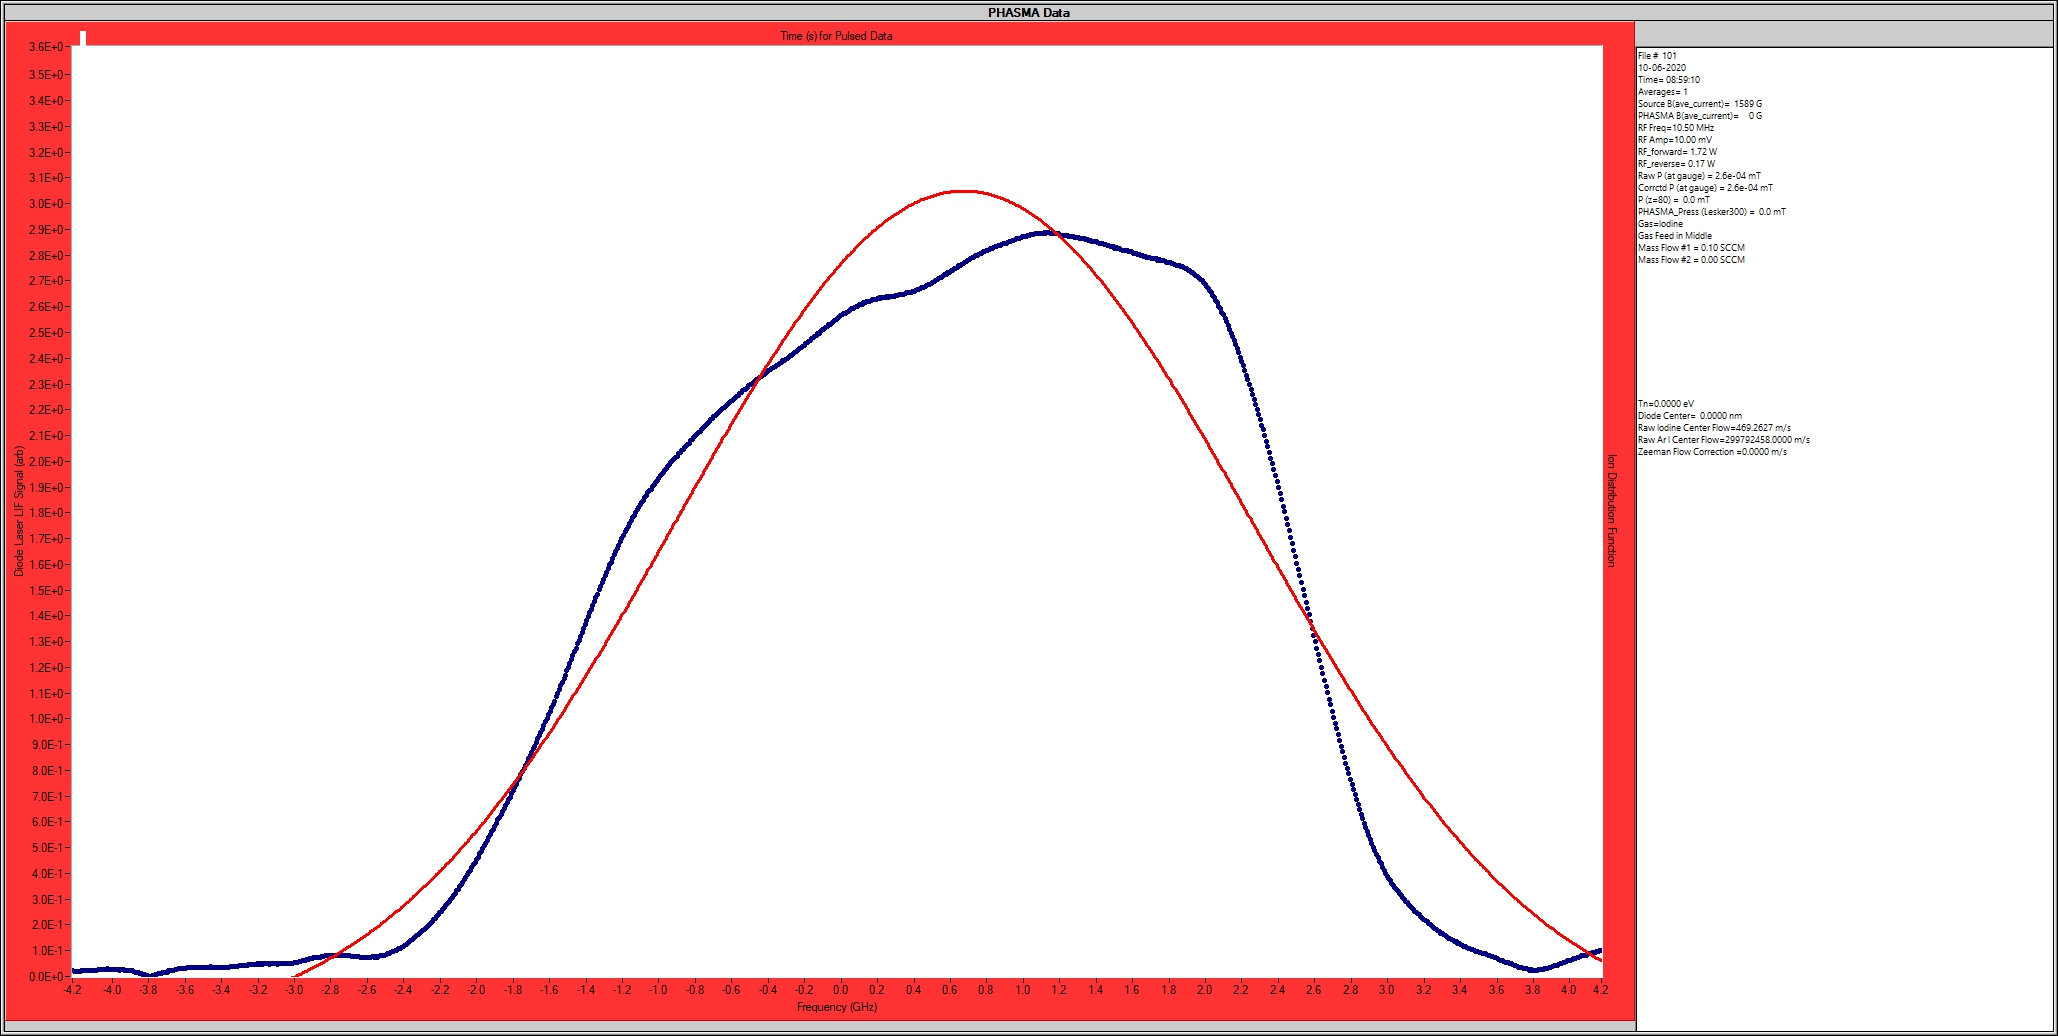 PHASMA Data
Time (s) for Pulsed Data
3.6E+0
3.5E+0
3.4E+0
3.3E+0
3.2E+0
3.1E+0
3.0E+0
2.9E+0
2.8E+0
2.7E+0
2.6E+0
2.5E+0
2.4E+0
2.3E+0
2.2E+0
2.1E+0
2.0E+0
1.9E+0
1.8E+0
1.7E+0
1.6E+0
1.5E+0
1.4E+0
1.3E+0
1.2E+0
1.1E+0
1.0E+0
9.0E-1
8.0E-1
7.0E-1
6.0E-1
5.0E-1
4.0E-1
3.0E-1
2.0E-1
1.0E-1
0.0E+0
Diode Laser LIF Signal (arb)
-4.2 -4.0 -3.8 -3.6 -3.4 -3.2 -3.0 -2.8 -2.6 -2.4 -2.2 -2.0 -1.8 -1.6 -1.4 -1.2 -1.0 -0.8 -0.6 -0.4 -0.2 0.0 0.2 0.4 0.6 0.8 1.0 1.2 1.4 1.6 1.8 2.0 2.2 2.4 2.6 2.8 3.0 3.2 3.4 3.6 3.8 4.0 4.2
Frequency (GHz)
Ion Distribution Function
File # 101
10-06-2020
Time= 08:59:10
Averages= 1
Source B(ave_current)= 1589 G
PHASMA B(ave_current)= 0 G
RF Freq=10.50 MHz
RF Amp=10.00 mV
RF_forward= 1.72 W
RF_reverse= 0.17 W
Raw P (at gauge) = 2.6e-04 mT
Corrctd P (at gauge) = 2.6e-04 mT
P (z=80) = 0.0 mT
PHASMA_Press (Lesker300) = 0.0 mT
Gas=Iodine
Gas Feed in Middle
Mass Flow #1 = 0.10 SCCM
Mass Flow #2 = 0.00 SCCM
Tn=0.0000 eV
Diode Center= 0.0000 nm
Raw Iodine Center Flow=469.2627 m/s
Raw Ar I Center Flow=299792458.0000 m/s
Zeeman Flow Correction =0.0000 m/s